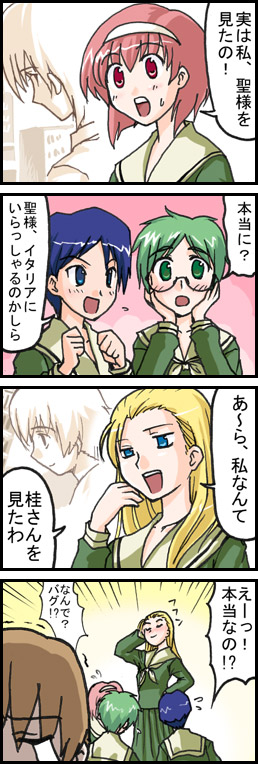 実は私、聖様を
見たの！
本当に？
聖様、イタリアに
いらっしゃるのかしら
あ～ら、私なんて
桂さんを
見たわ
えーっ！
本当なの!?
なんで？
バグ!?